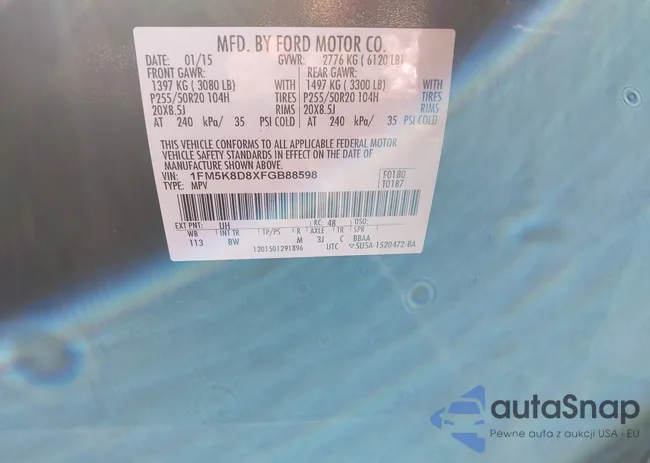 MFD. BY FORD MOTOR CO.
DATE: 01/15 GVWR: 2776 KG ( 6120 LB)
FRONT GAWR: REAR GAWR:
1397 KG ( 3080 LB) WITH 1497 KG ( 3300 LB) WITH
P255/50R20 104H TIRES P255/50R20 104H TIRES
20X8.5J RIMS 20X8.5J RIMS
AT 240 kPa/ 35 PSI COLD AT 240 kPa/ 35 PSI COLD
THIS VEHICLE CONFORMS TO ALL APPLICABLE FEDERAL MOTOR
VEHICLE SAFETY STANDARDS IN EFFECT ON THE DATE OF
MANUFACTURE SHOWN ABOVE.
VIN: 1FM5K8D8XFGB88598 F0180
TYPE: MPV T0187
EXT PNT: UH RC: 48 DSO:
WB INT TR TP/PS R AXLE TR SPR
113 BW M 3J C BBAA
1201501291896 UTC 5U5A-1520472-BA
autaSnap
Pewne auta z aukcji USA - EU